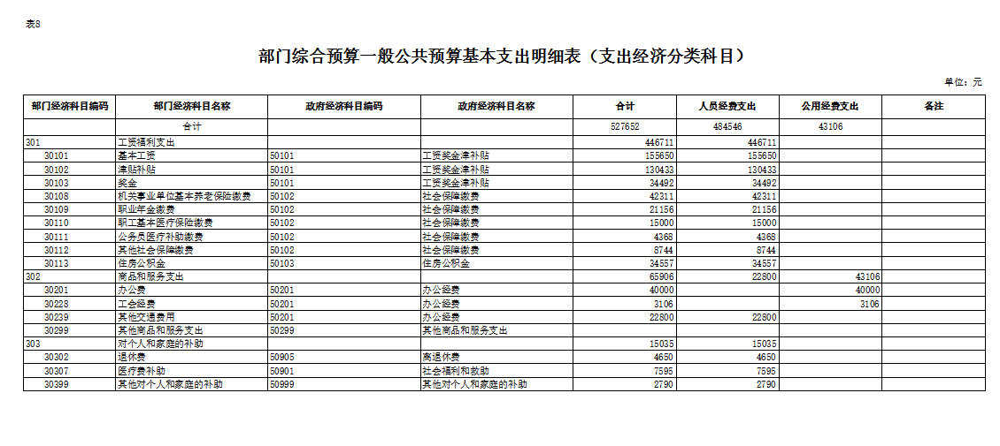 表8
部门综合预算一般公共预算基本支出明细表（支出经济分类科目）
单位：元
部门经济科目编码 部门经济科目名称 政府经济科目编码 政府经济科目名称 合计 人员经费支出 公用经费支出 备注
合计 527652 484546 43106
301 工资福利支出 446711 446711
30101 基本工资 50101 工资奖金津补贴 155650 155650
30102 津贴补贴 50101 工资奖金津补贴 130433 130433
30103 奖金 50101 工资奖金津补贴 34492 34492
30108 机关事业单位基本养老保险缴费 50102 社会保障缴费 42311 42311
30109 职业年金缴费 50102 社会保障缴费 21156 21156
30110 职工基本医疗保险缴费 50102 社会保障缴费 15000 15000
30111 公务员医疗补助缴费 50102 社会保障缴费 4368 4368
30112 其他社会保障缴费 50102 社会保障缴费 8744 8744
30113 住房公积金 50103 住房公积金 34557 34557
302 商品和服务支出 65906 22800 43106
30201 办公费 50201 办公经费 40000 40000
30228 工会经费 50201 办公经费 3106 3106
30239 其他交通费用 50201 办公经费 22800 22800
30299 其他商品和服务支出 50299 其他商品和服务支出
303 对个人和家庭的补助 15035 15035
30302 退休费 50905 离退休费 4650 4650
30307 医疗费补助 50901 社会福利和救助 7595 7595
30399 其他对个人和家庭的补助 50999 其他对个人和家庭的补助 2790 2790